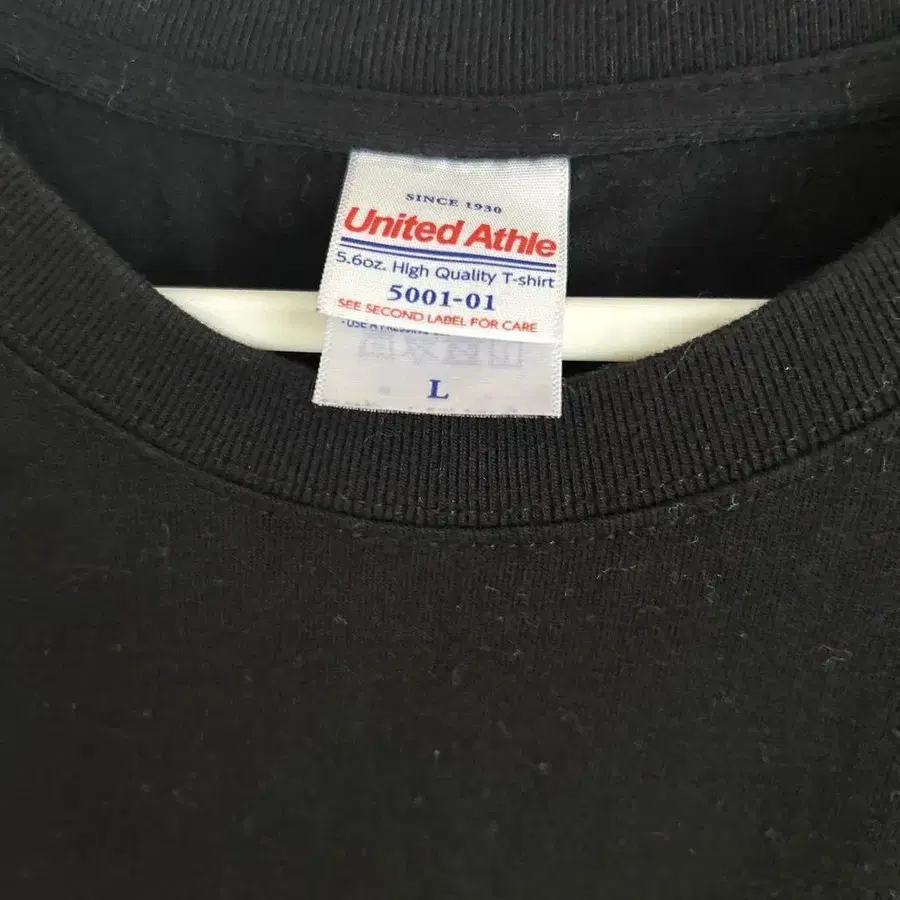 SINCE 1930
United Athle
5.6oz. High Quality T-shirt
5001-01
SEE SECOND LABEL FOR CARE
L